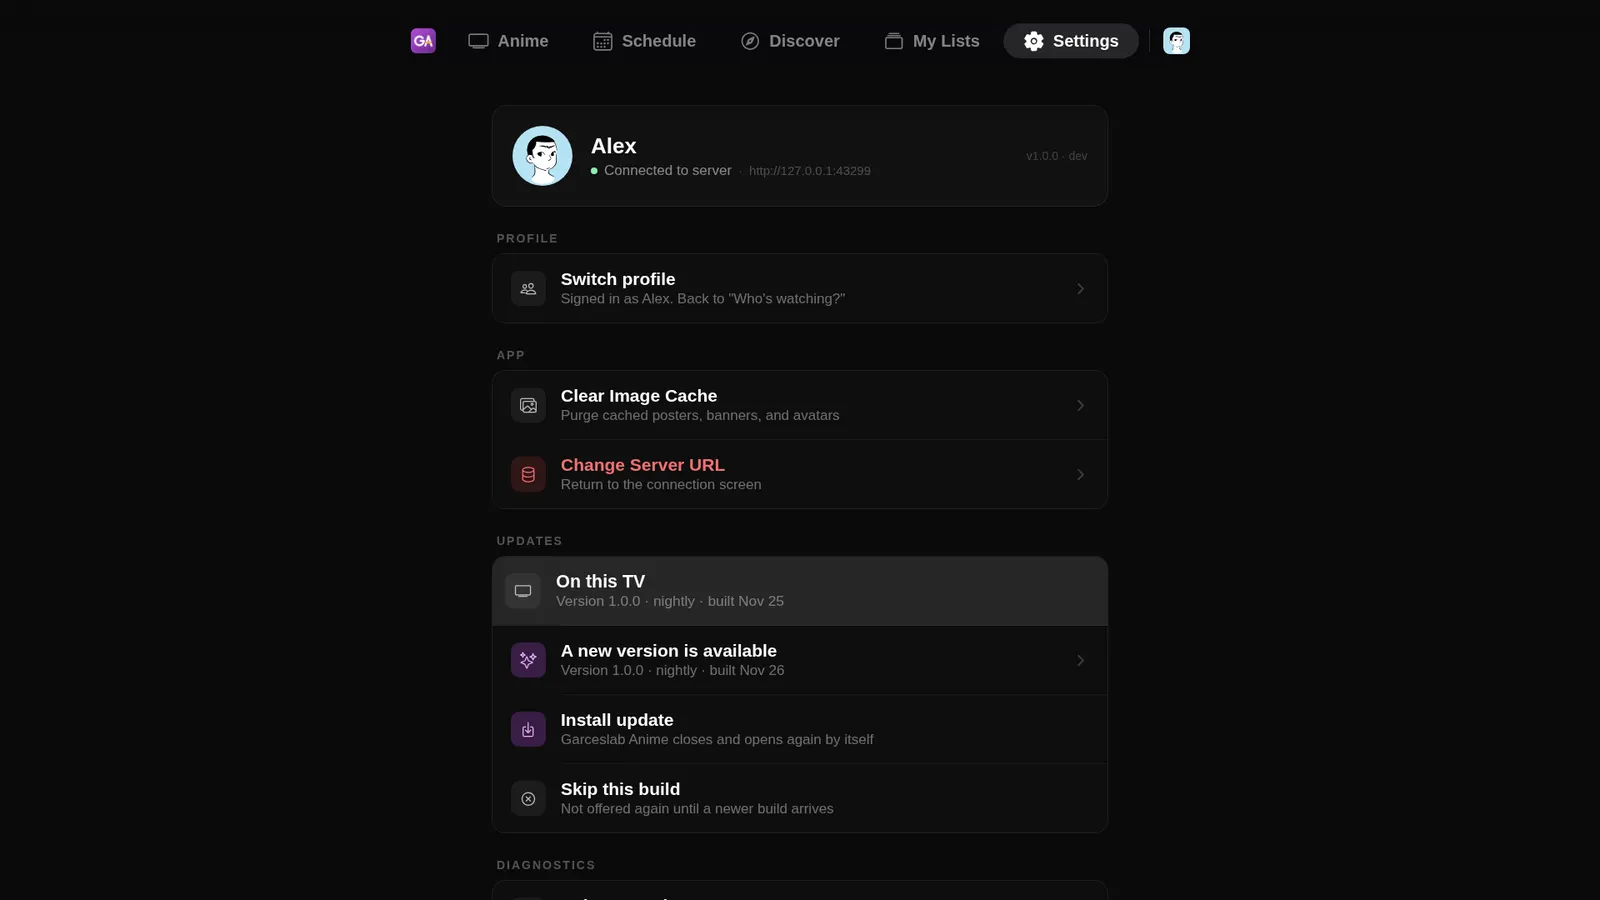 GA
Anime
Schedule
Discover
My Lists
Settings
Alex
Connected to server · http://127.0.0.1:43299
v1.0.0 · dev
PROFILE
Switch profile
Signed in as Alex. Back to "Who's watching?"
APP
Clear Image Cache
Purge cached posters, banners, and avatars
Change Server URL
Return to the connection screen
UPDATES
On this TV
Version 1.0.0 · nightly · built Nov 25
A new version is available
Version 1.0.0 · nightly · built Nov 26
Install update
Garceslab Anime closes and opens again by itself
Skip this build
Not offered again until a newer build arrives
DIAGNOSTICS